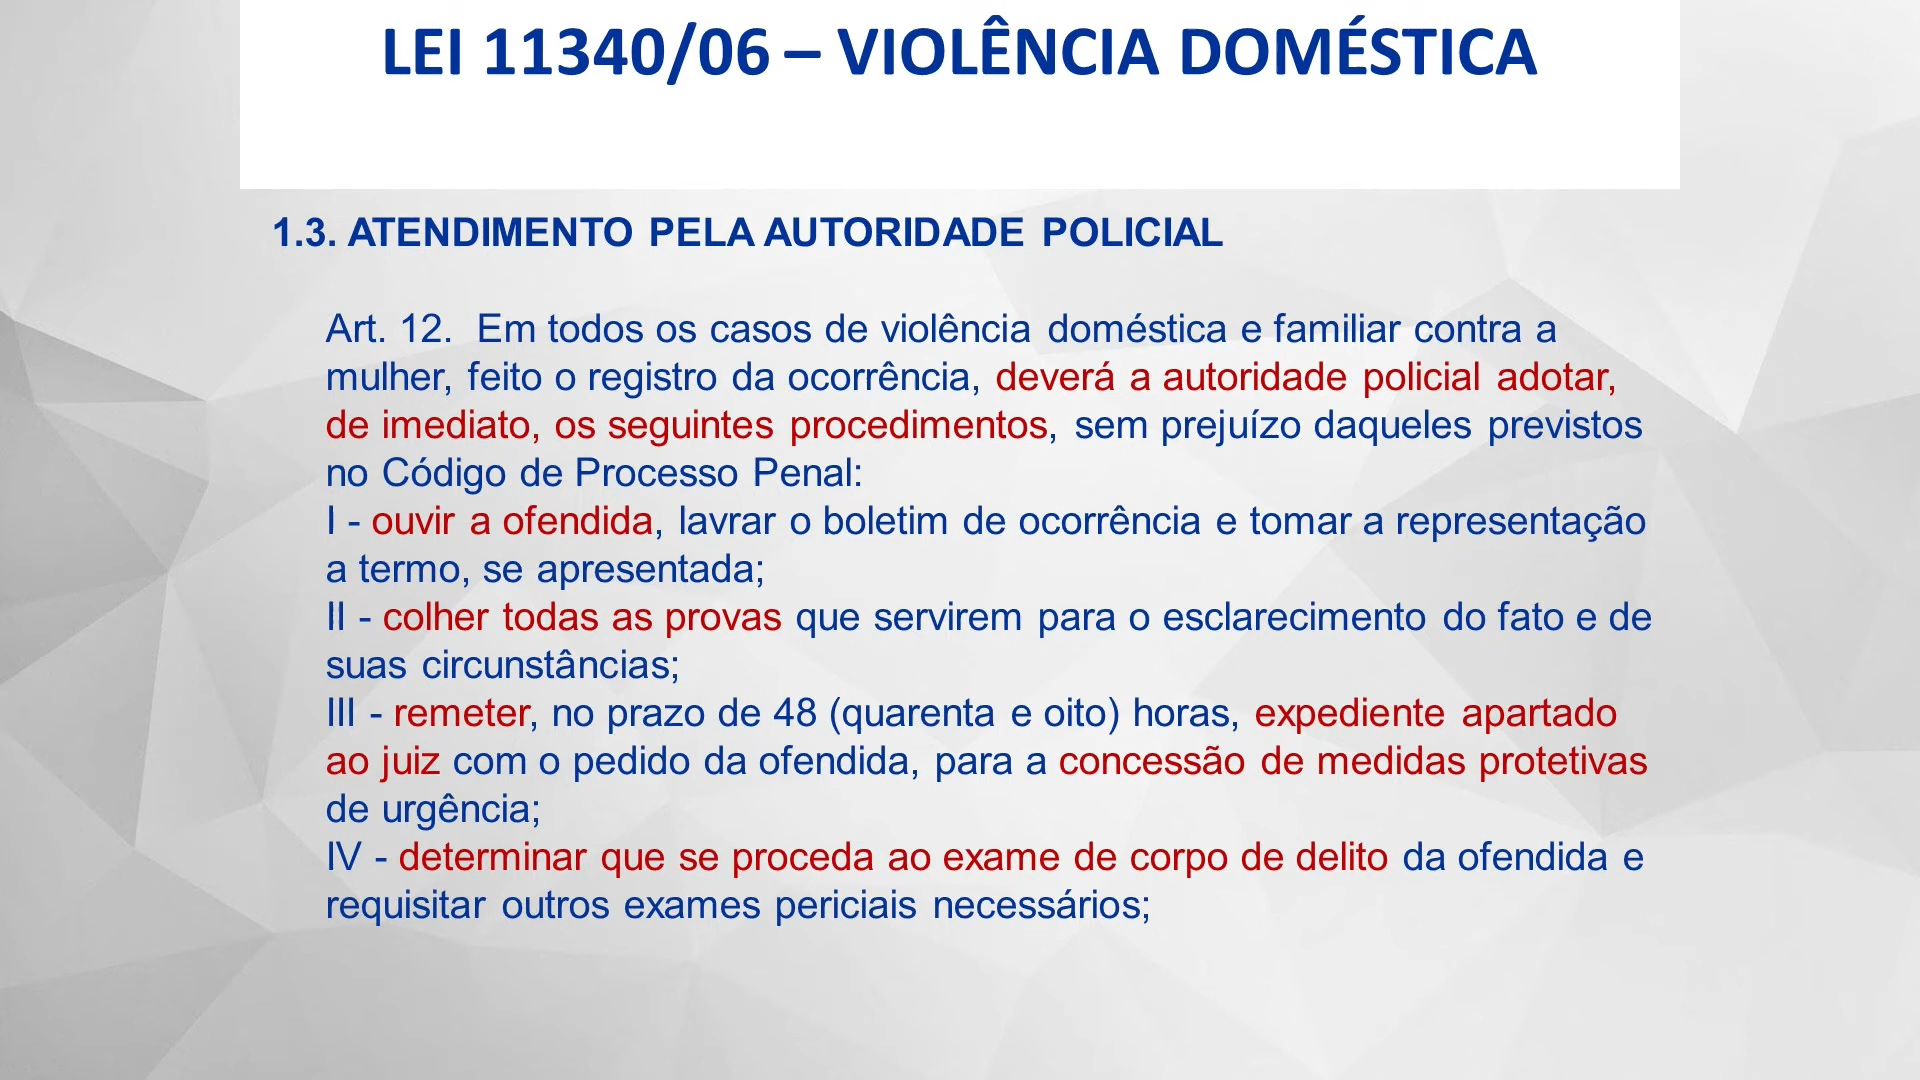 LEI 11340/06 – VIOLÊNCIA DOMÉSTICA
1.3. ATENDIMENTO PELA AUTORIDADE POLICIAL
Art. 12. Em todos os casos de violência doméstica e familiar contra a
mulher, feito o registro da ocorrência, deverá a autoridade policial adotar,
de imediato, os seguintes procedimentos, sem prejuízo daqueles previstos
no Código de Processo Penal:
I - ouvir a ofendida, lavrar o boletim de ocorrência e tomar a representação
a termo, se apresentada;
II - colher todas as provas que servirem para o esclarecimento do fato e de
suas circunstâncias;
III - remeter, no prazo de 48 (quarenta e oito) horas, expediente apartado
ao juiz com o pedido da ofendida, para a concessão de medidas protetivas
de urgência;
IV - determinar que se proceda ao exame de corpo de delito da ofendida e
requisitar outros exames periciais necessários;